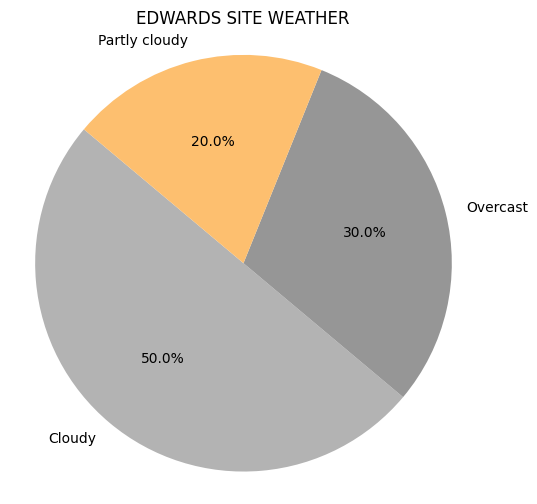 EDWARDS SITE WEATHER
Partly cloudy
20.0%
Overcast
30.0%
50.0%
Cloudy